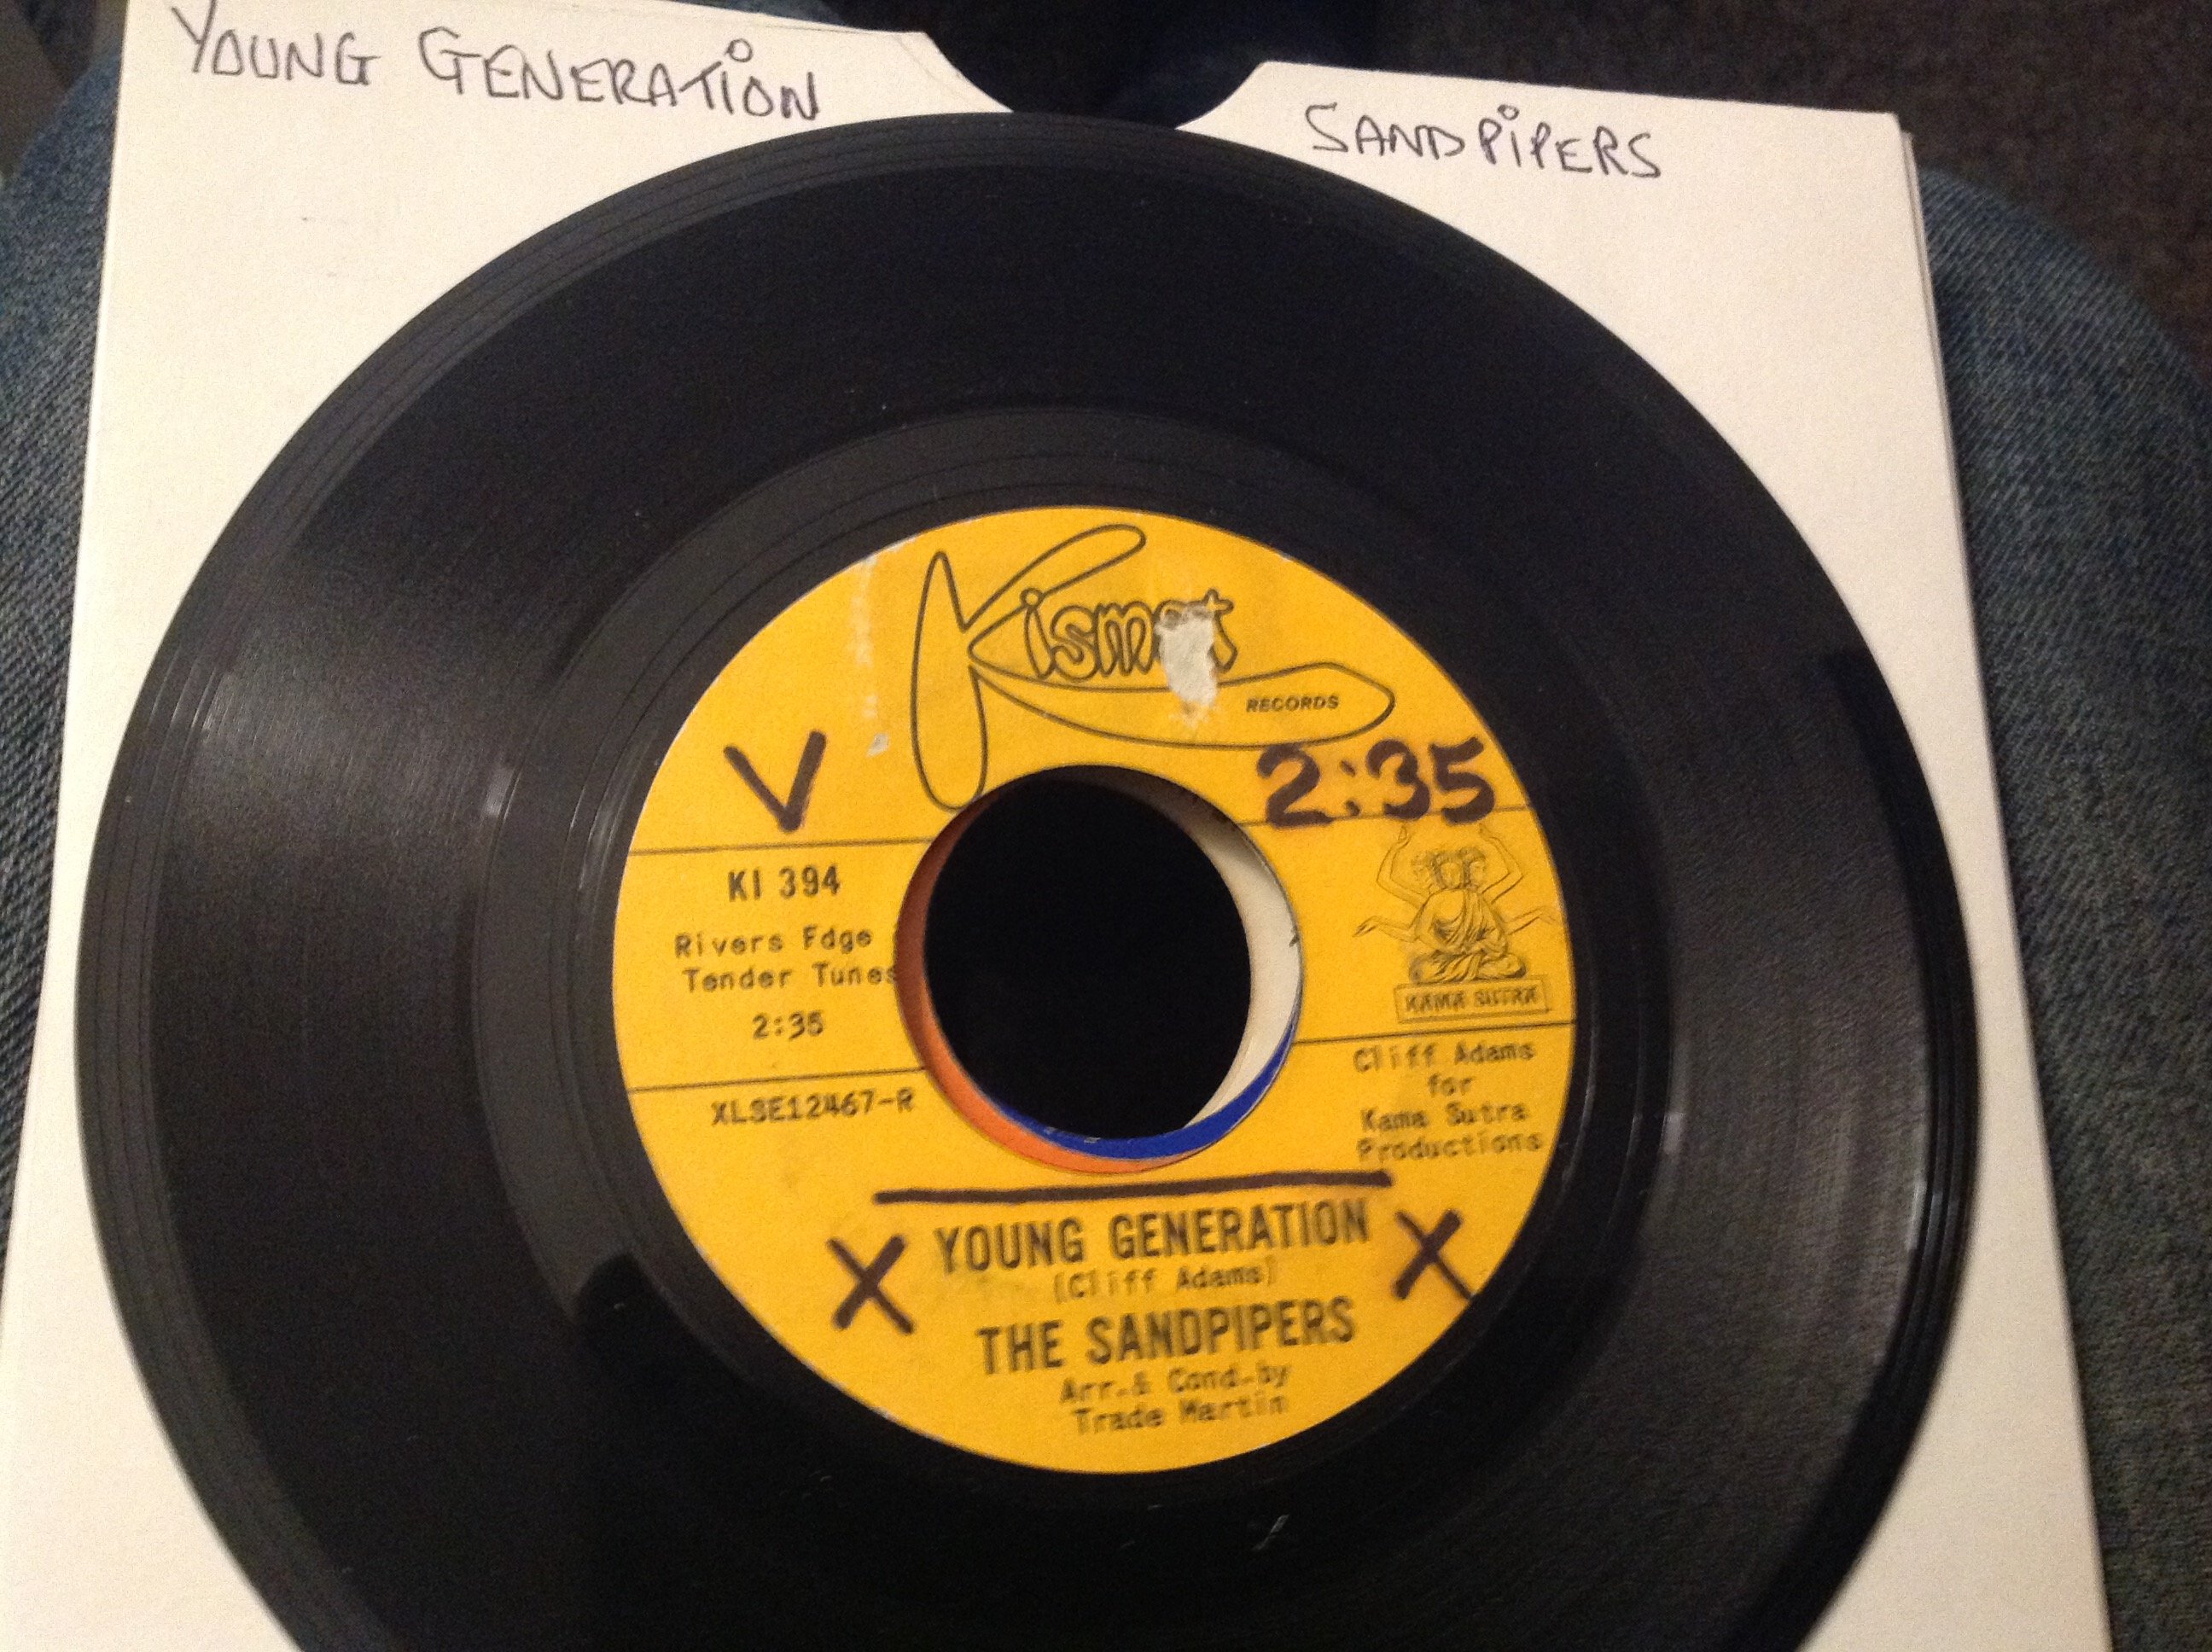 YOUNG GENERATION
SANDPIPERS
Kismet
RECORDS
V
2:35
KI 394
Rivers Edge
Tender Tunes
2:35
XLSE12467-R
KAMA SUTRA
Cliff Adams
for
Kama Sutra
Productions
X YOUNG GENERATION X
(Cliff Adams)
THE SANDPIPERS
Arr.& Cond.by
Trade Martin